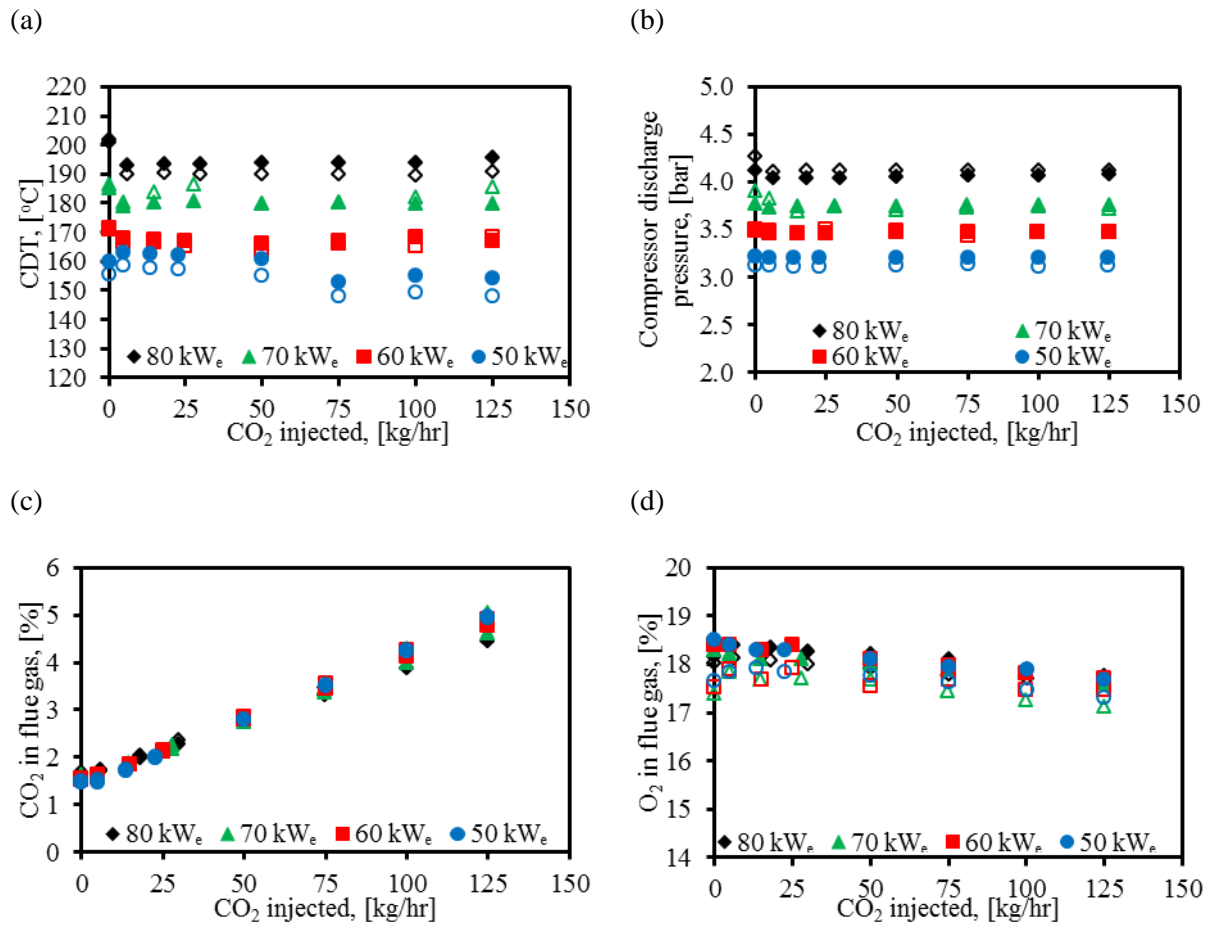 (a)
220
210
200
190
180
170
160
150
140
130
120
CDT, [°C]
80 kWₑ 70 kWₑ 60 kWₑ 50 kWₑ
0 25 50 75 100 125 150
CO₂ injected, [kg/hr]
(b)
5.0
4.5
4.0
3.5
3.0
2.5
2.0
Compressor discharge
pressure, [bar]
80 kWₑ 70 kWₑ
60 kWₑ 50 kWₑ
0 25 50 75 100 125 150
CO₂ injected, [kg/hr]
(c)
6
5
4
3
2
1
0
CO₂ in flue gas, [%]
80 kWₑ 70 kWₑ 60 kWₑ 50 kWₑ
0 25 50 75 100 125 150
CO₂ injected, [kg/hr]
(d)
20
19
18
17
16
15
14
O₂ in flue gas, [%]
80 kWₑ 70 kWₑ 60 kWₑ 50 kWₑ
0 25 50 75 100 125 150
CO₂ injected, [kg/hr]